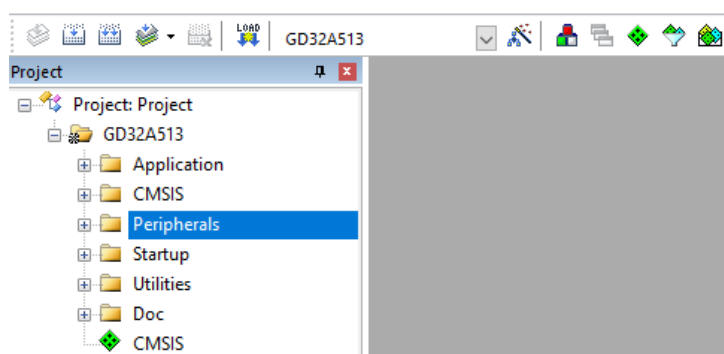 LOAD
GD32A513
Project
Project: Project
GD32A513
Application
CMSIS
Peripherals
Startup
Utilities
Doc
CMSIS